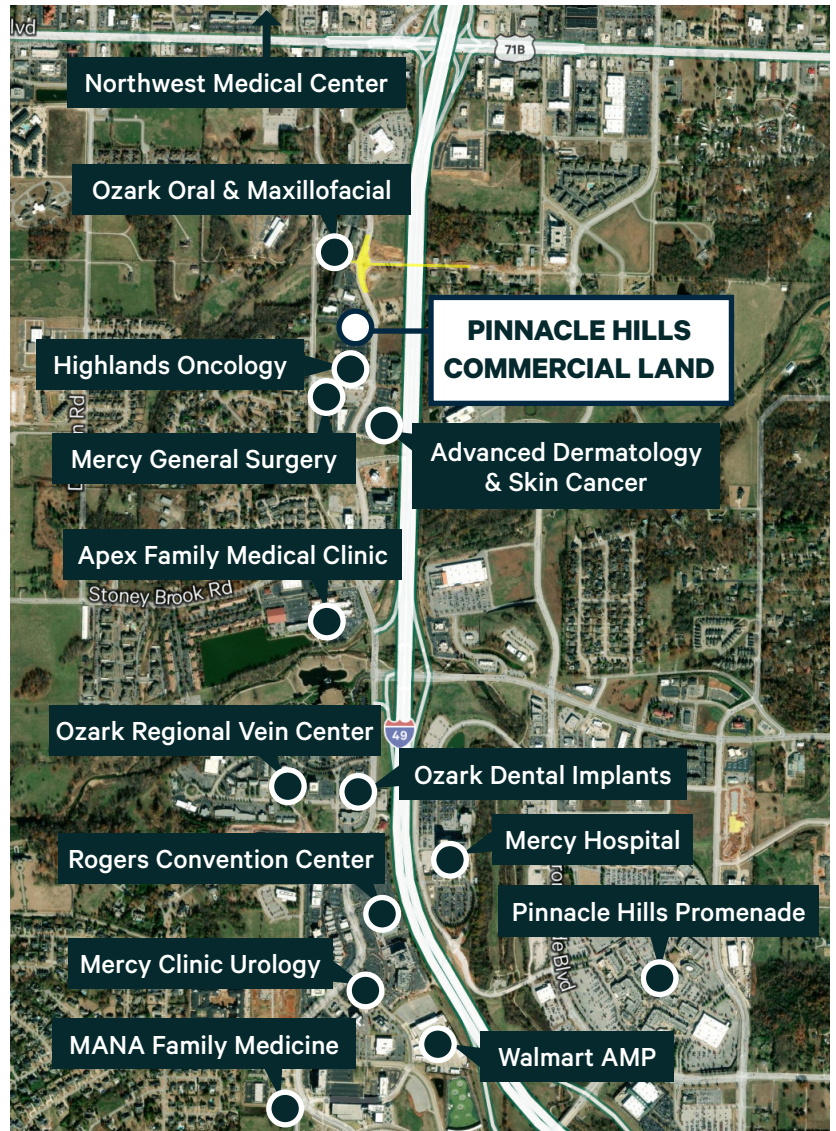 lvd
71B
Northwest Medical Center
Ozark Oral & Maxillofacial
PINNACLE HILLS
COMMERCIAL LAND
Highlands Oncology
Rd
Mercy General Surgery
Advanced Dermatology
& Skin Cancer
Apex Family Medical Clinic
Stoney Brook Rd
Ozark Regional Vein Center
49
Ozark Dental Implants
Mercy Hospital
Rogers Convention Center
Pinnacle Hills Promenade
Blvd
Mercy Clinic Urology
MANA Family Medicine
Walmart AMP